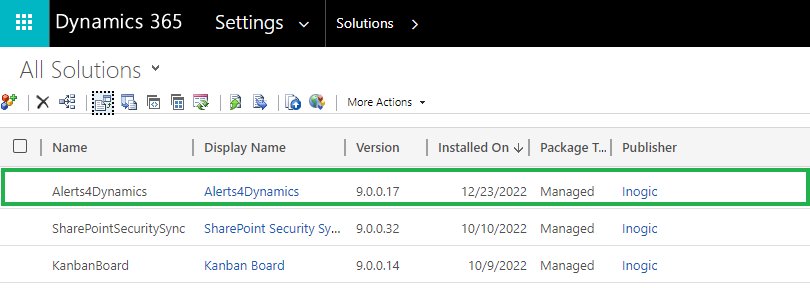 Dynamics 365 Settings Solutions
All Solutions
More Actions
Name Display Name Version Installed On Package T... Publisher
Alerts4Dynamics Alerts4Dynamics 9.0.0.17 12/23/2022 Managed Inogic
SharePointSecuritySync SharePoint Security Sy... 9.0.0.32 10/10/2022 Managed Inogic
KanbanBoard Kanban Board 9.0.0.14 10/9/2022 Managed Inogic